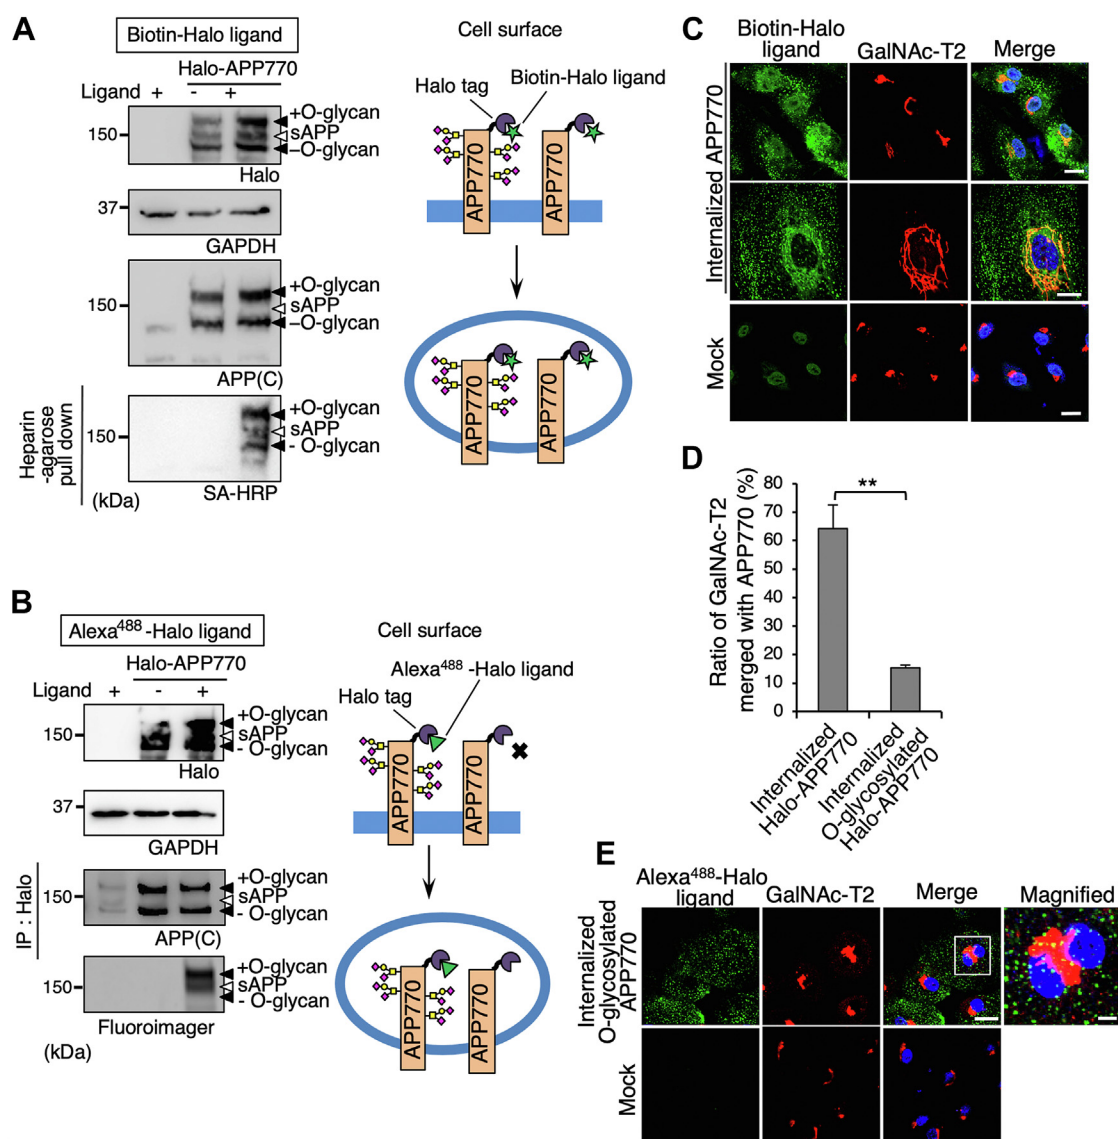 A
Biotin-Halo ligand
Halo-APP770
Ligand + - +
150
+O-glycan
sAPP
–O-glycan
Halo
37
GAPDH
150
+O-glycan
sAPP
–O-glycan
APP(C)
Heparin
-agarose
pull down
150
+O-glycan
sAPP
- O-glycan
(kDa)
SA-HRP
Cell surface
Halo tag
Biotin-Halo ligand
APP770
APP770
APP770
APP770
B
Alexa488 -Halo ligand
Halo-APP770
Ligand + - +
150
+O-glycan
sAPP
- O-glycan
Halo
37
GAPDH
IP : Halo
150
+O-glycan
sAPP
- O-glycan
APP(C)
150
+O-glycan
sAPP
- O-glycan
Fluoroimager
(kDa)
Cell surface
Alexa488 -Halo ligand
Halo tag
APP770
APP770
APP770
APP770
C
Biotin-Halo
ligand
GalNAc-T2
Merge
Internalized APP770
Mock
D
Ratio of GalNAc-T2
merged with APP770 (%)
80
70
60
50
40
30
20
10
0
**
Internalized
Halo-APP770
Internalized
O-glycosylated
Halo-APP770
E
Alexa488-Halo
ligand
GalNAc-T2
Merge
Magnified
Internalized
O-glycosylated
APP770
Mock